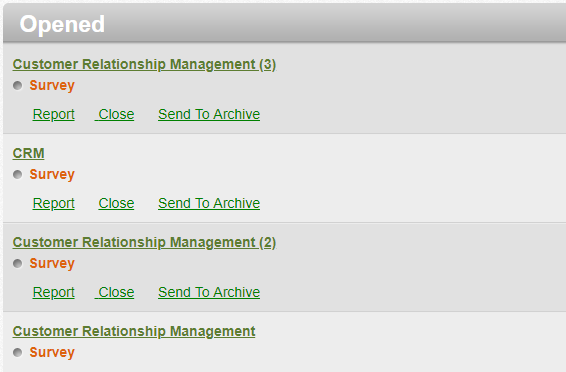 Opened
Customer Relationship Management (3)
Survey
Report Close Send To Archive
CRM
Survey
Report Close Send To Archive
Customer Relationship Management (2)
Survey
Report Close Send To Archive
Customer Relationship Management
Survey